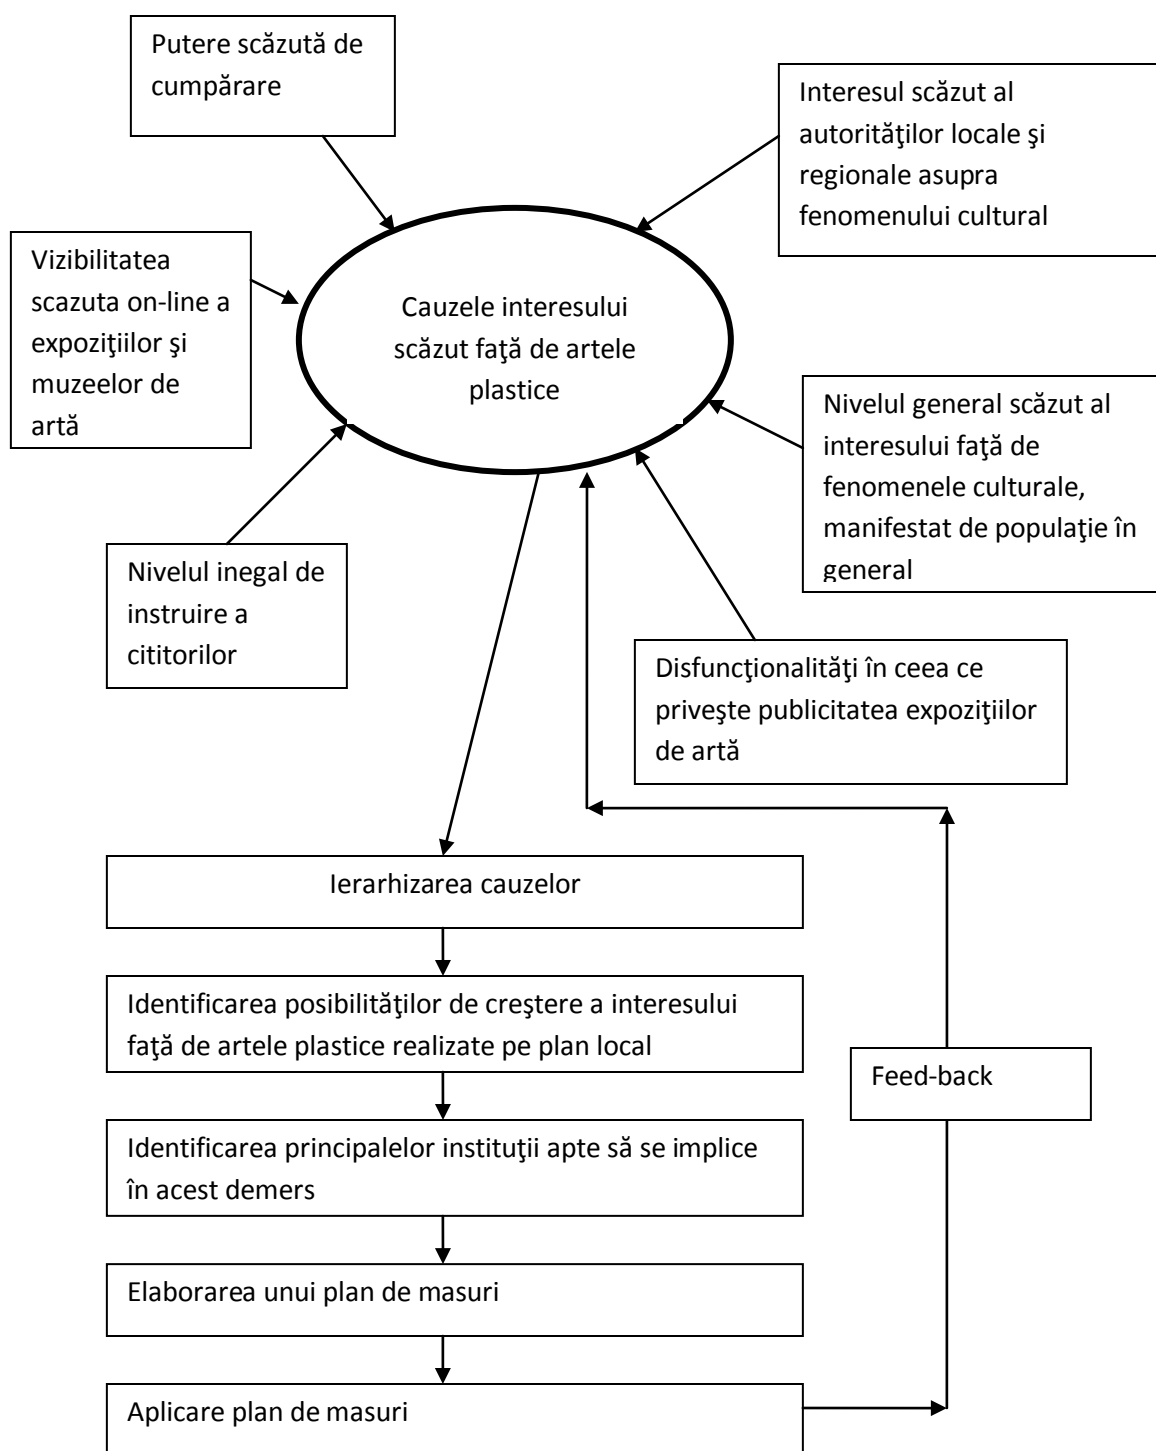 Putere scăzută de
cumpărare
Interesul scăzut al
autorităţilor locale şi
regionale asupra
fenomenului cultural
Vizibilitatea
scazuta on-line a
expoziţiilor şi
muzeelor de
artă
Cauzele interesului
scăzut faţă de artele
plastice
Nivelul general scăzut al
interesului faţă de
fenomenele culturale,
manifestat de populaţie în
general
Nivelul inegal de
instruire a
cititorilor
Disfuncţionalităţi în ceea ce
priveşte publicitatea expoziţiilor
de artă
Ierarhizarea cauzelor
Identificarea posibilităţilor de creştere a interesului
faţă de artele plastice realizate pe plan local
Feed-back
Identificarea principalelor instituţii apte să se implice
în acest demers
Elaborarea unui plan de masuri
Aplicare plan de masuri